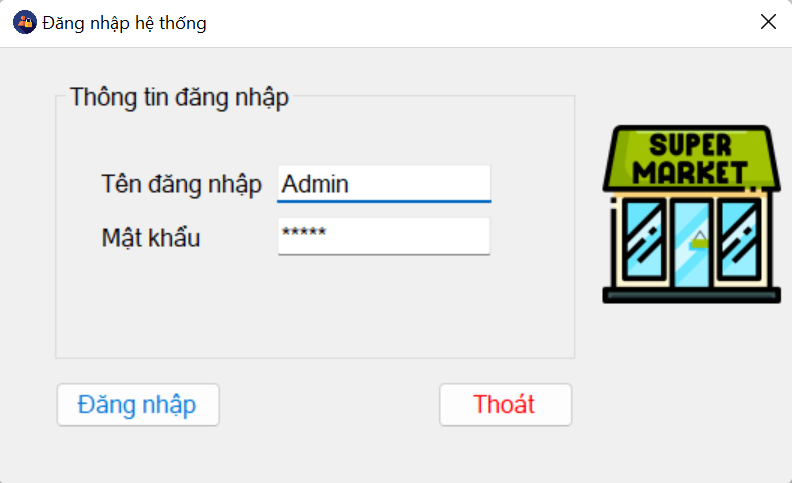 Đăng nhập hệ thống
Thông tin đăng nhập
Tên đăng nhập Admin
Mật khẩu *****
SUPER
MARKET
Đăng nhập Thoát